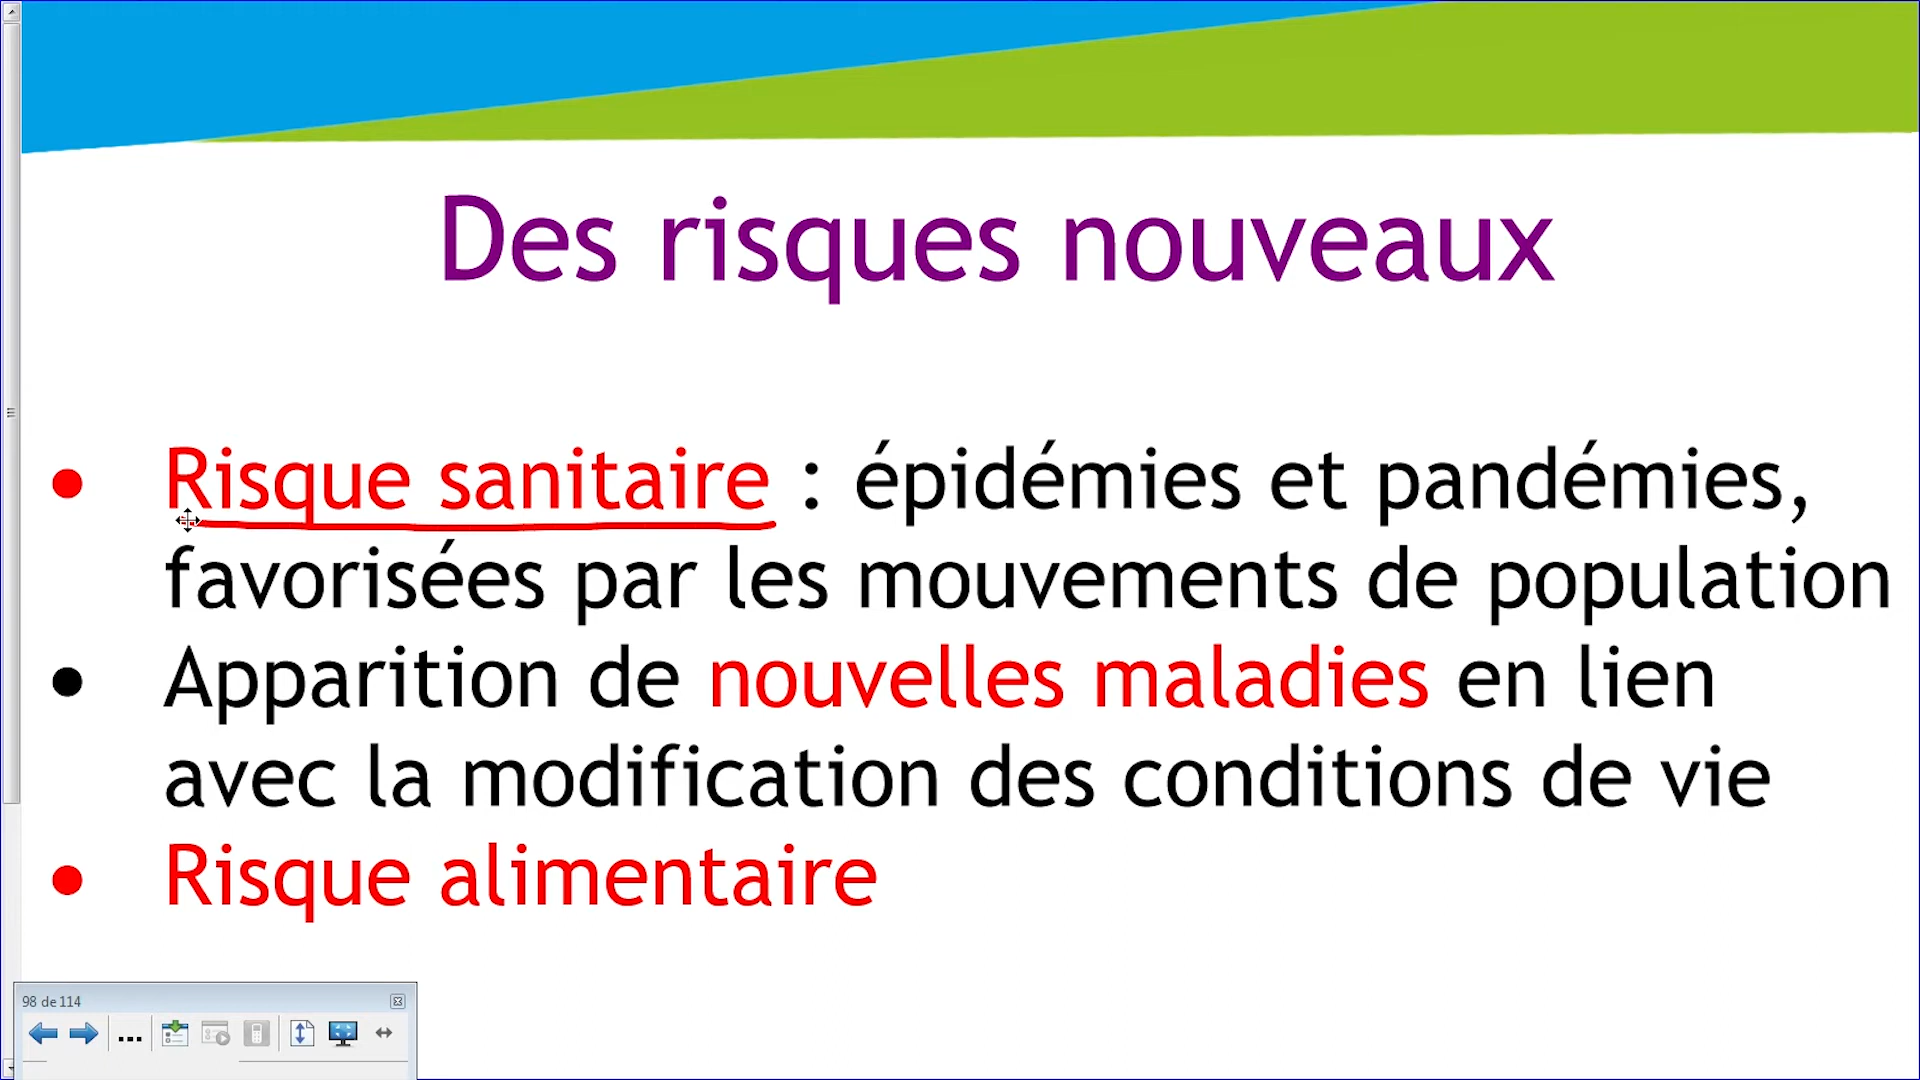 Des risques nouveaux
• Risque sanitaire : épidémies et pandémies,
favorisées par les mouvements de population
• Apparition de nouvelles maladies en lien
avec la modification des conditions de vie
• Risque alimentaire
98 de 114